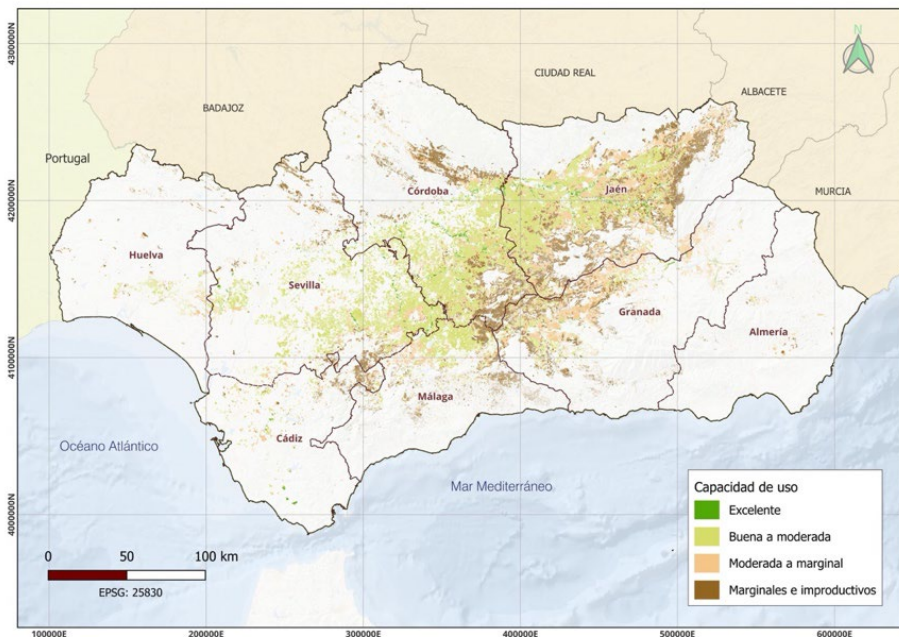 N
4300000N
4200000N
4100000N
4000000N
CIUDAD REAL
ALBACETE
BADAJOZ
Portugal
MURCIA
Córdoba
Jaén
Huelva
Sevilla
Granada
Almería
Málaga
Cádiz
Océano Atlántico
Mar Mediterráneo
Capacidad de uso
Excelente
Buena a moderada
Moderada a marginal
Marginales e improductivos
0 50 100 km
EPSG: 25830
100000E 200000E 300000E 400000E 500000E 600000E